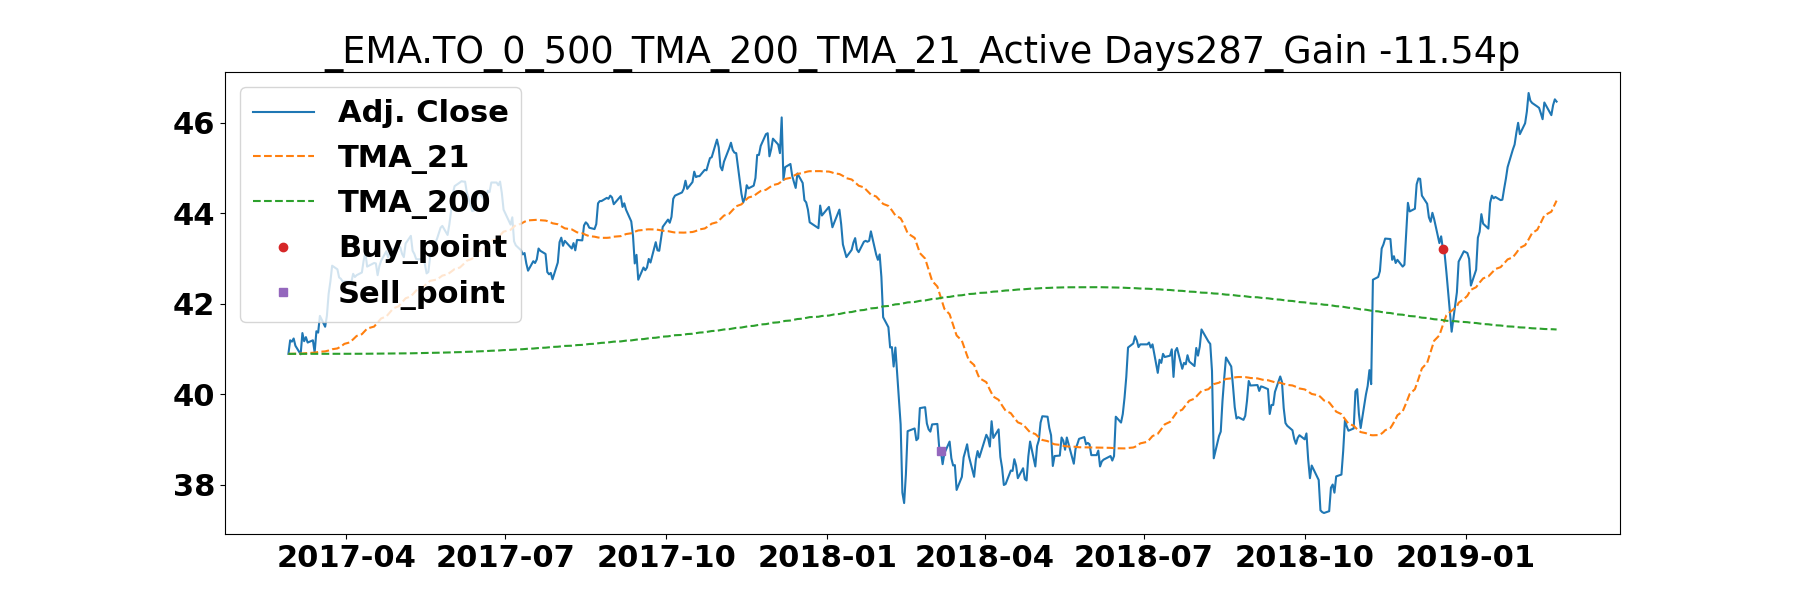 _EMA.TO_0_500_TMA_200_TMA_21_Active Days287_Gain -11.54p
Adj. Close
TMA_21
TMA_200
Buy_point
Sell_point
46
44
42
40
38
2017-04 2017-07 2017-10 2018-01 2018-04 2018-07 2018-10 2019-01